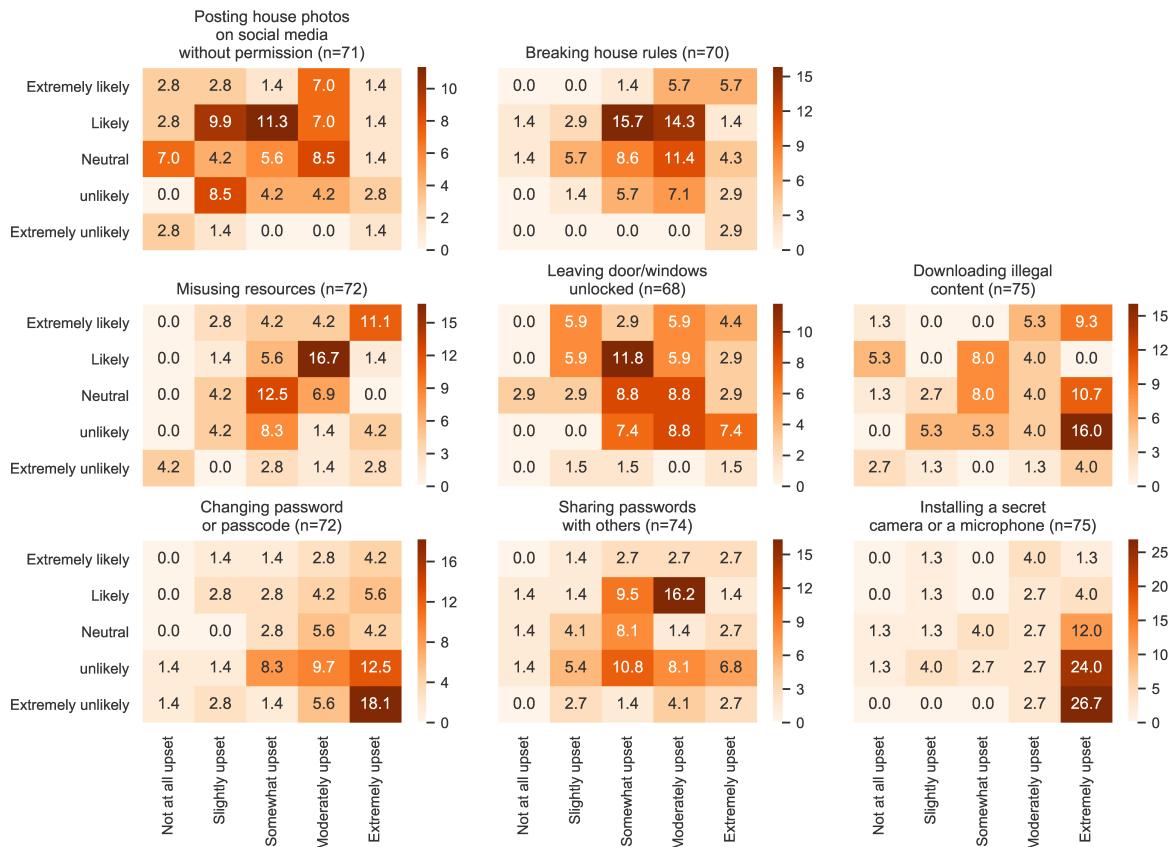 Posting house photos
on social media
without permission (n=71)
Extremely likely 2.8 2.8 1.4 7.0 1.4
Likely 2.8 9.9 11.3 7.0 1.4
Neutral 7.0 4.2 5.6 8.5 1.4
unlikely 0.0 8.5 4.2 4.2 2.8
Extremely unlikely 2.8 1.4 0.0 0.0 1.4
10
8
6
4
2
0
Breaking house rules (n=70)
0.0 0.0 1.4 5.7 5.7
1.4 2.9 15.7 14.3 1.4
1.4 5.7 8.6 11.4 4.3
0.0 1.4 5.7 7.1 2.9
0.0 0.0 0.0 0.0 2.9
15
12
9
6
3
0
Misusing resources (n=72)
Extremely likely 0.0 2.8 4.2 4.2 11.1
Likely 0.0 1.4 5.6 16.7 1.4
Neutral 0.0 4.2 12.5 6.9 0.0
unlikely 0.0 4.2 8.3 1.4 4.2
Extremely unlikely 4.2 0.0 2.8 1.4 2.8
15
12
9
6
3
0
Leaving door/windows
unlocked (n=68)
0.0 5.9 2.9 5.9 4.4
0.0 5.9 11.8 5.9 2.9
2.9 2.9 8.8 8.8 2.9
0.0 0.0 7.4 8.8 7.4
0.0 1.5 1.5 0.0 1.5
10
8
6
4
2
0
Downloading illegal
content (n=75)
1.3 0.0 0.0 5.3 9.3
5.3 0.0 8.0 4.0 0.0
1.3 2.7 8.0 4.0 10.7
0.0 5.3 5.3 4.0 16.0
2.7 1.3 0.0 1.3 4.0
15
12
9
6
3
0
Changing password
or passcode (n=72)
Extremely likely 0.0 1.4 1.4 2.8 4.2
Likely 0.0 2.8 2.8 4.2 5.6
Neutral 0.0 0.0 2.8 5.6 4.2
unlikely 1.4 1.4 8.3 9.7 12.5
Extremely unlikely 1.4 2.8 1.4 5.6 18.1
16
12
8
4
0
Not at all upset
Slightly upset
Somewhat upset
Moderately upset
Extremely upset
Sharing passwords
with others (n=74)
0.0 1.4 2.7 2.7 2.7
1.4 1.4 9.5 16.2 1.4
1.4 4.1 8.1 1.4 2.7
1.4 5.4 10.8 8.1 6.8
0.0 2.7 1.4 4.1 2.7
15
12
9
6
3
0
Not at all upset
Slightly upset
Somewhat upset
Moderately upset
Extremely upset
Installing a secret
camera or a microphone (n=75)
0.0 1.3 0.0 4.0 1.3
0.0 1.3 0.0 2.7 4.0
1.3 1.3 4.0 2.7 12.0
1.3 4.0 2.7 2.7 24.0
0.0 0.0 0.0 2.7 26.7
25
20
15
10
5
0
Not at all upset
Slightly upset
Somewhat upset
Moderately upset
Extremely upset